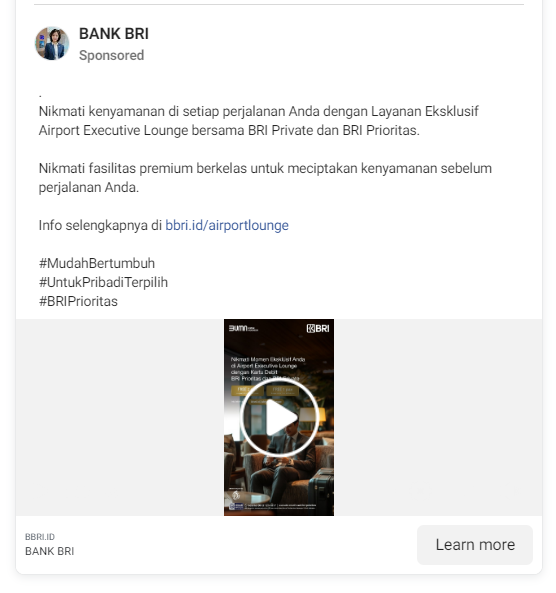 BANK BRI
Sponsored
.
Nikmati kenyamanan di setiap perjalanan Anda dengan Layanan Eksklusif
Airport Executive Lounge bersama BRI Private dan BRI Prioritas.
Nikmati fasilitas premium berkelas untuk meciptakan kenyamanan sebelum
perjalanan Anda.
Info selengkapnya di bbri.id/airportlounge
#MudahBertumbuh
#UntukPribadiTerpilih
#BRIPrioritas
BUMN
BRI
Nikmati Momen Eksklusif Anda
di Airport Executive Lounge
dengan Kartu Debit
BRI Prioritas
BBRI.ID
BANK BRI
Learn more